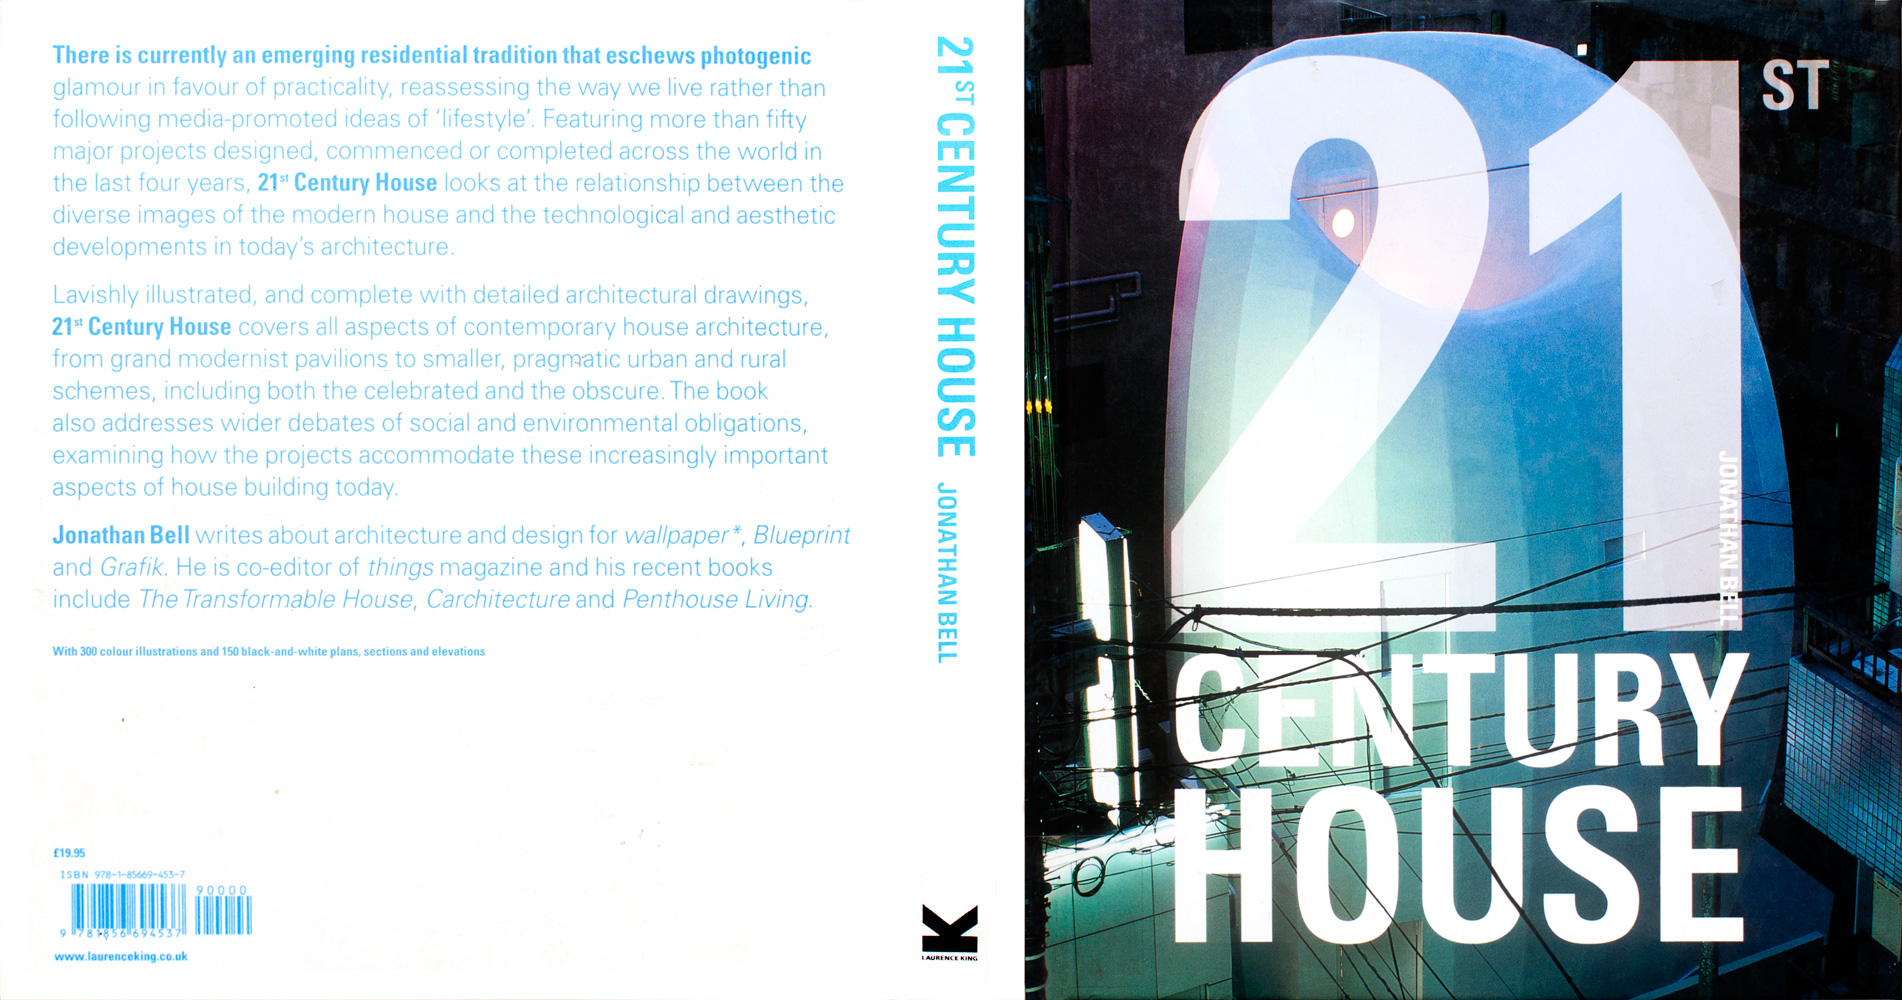 There is currently an emerging residential tradition that eschews photogenic
glamour in favour of practicality, reassessing the way we live rather than
following media-promoted ideas of ‘lifestyle’. Featuring more than fifty
major projects designed, commenced or completed across the world in
the last four years, 21st Century House looks at the relationship between the
diverse images of the modern house and the technological and aesthetic
developments in today’s architecture.
Lavishly illustrated, and complete with detailed architectural drawings,
21st Century House covers all aspects of contemporary house architecture,
from grand modernist pavilions to smaller, pragmatic urban and rural
schemes, including both the celebrated and the obscure. The book
also addresses wider debates of social and environmental obligations,
examining how the projects accommodate these increasingly important
aspects of house building today.
Jonathan Bell writes about architecture and design for wallpaper*, Blueprint
and Grafik. He is co-editor of things magazine and his recent books
include The Transformable House, Carchitecture and Penthouse Living.
With 300 colour illustrations and 150 black-and-white plans, sections and elevations
£19.95
ISBN 978-1-85669-453-7
90000
9 781856 694537
www.laurenceking.co.uk
21ST CENTURY HOUSE JONATHAN BELL
K
LAURENCE KING
21ST
JONATHAN BELL
CENTURY
HOUSE